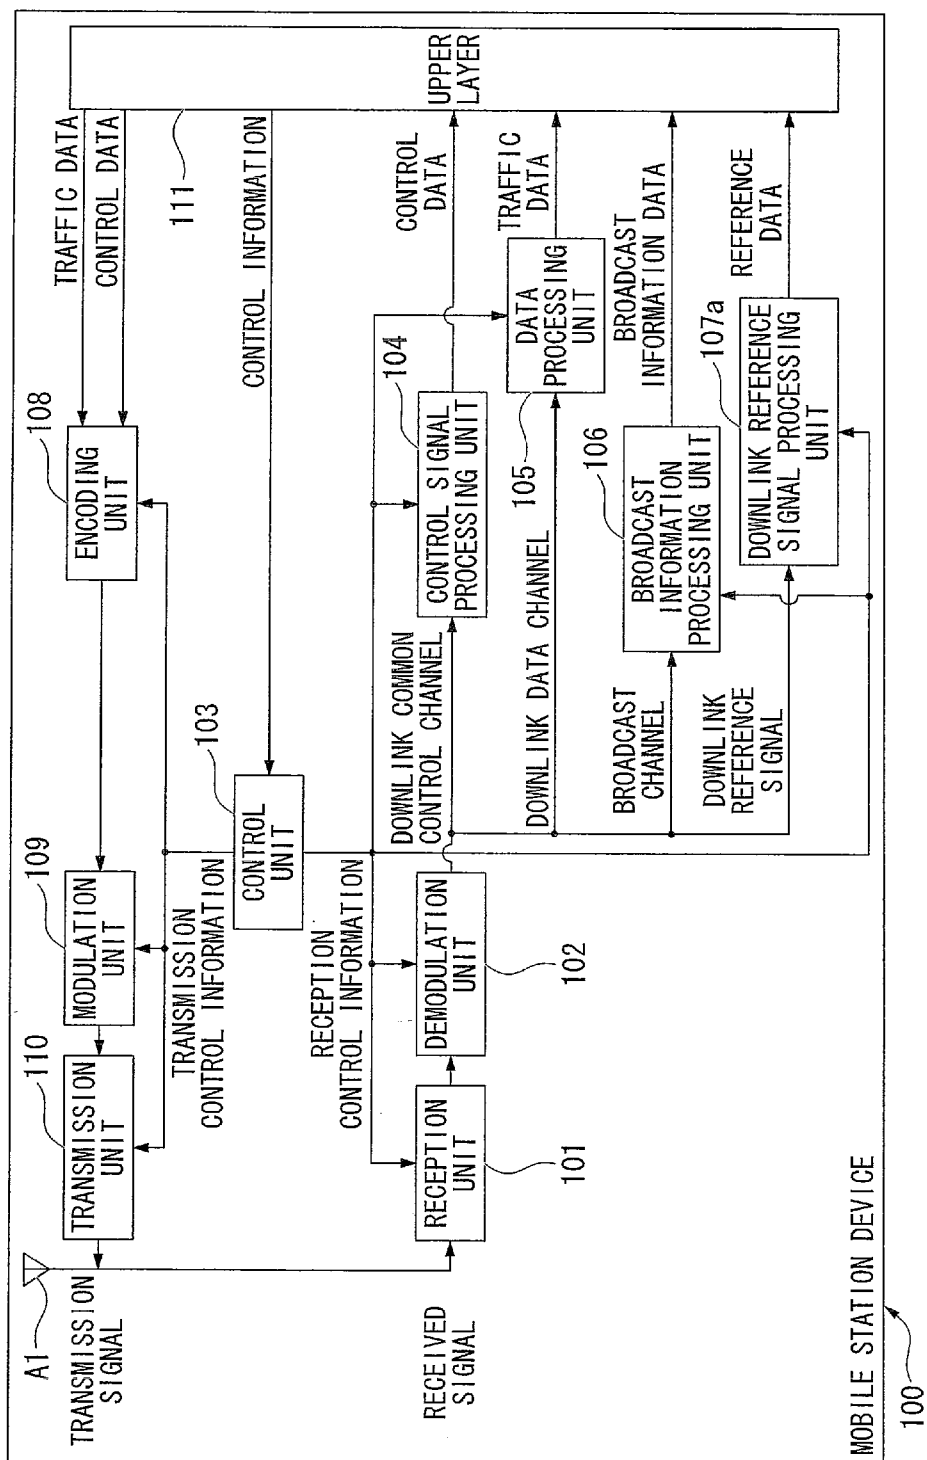 A1
TRANSMISSION
SIGNAL
110
TRANSMISSION
UNIT
109
MODULATION
UNIT
108
ENCODING
UNIT
TRAFFIC DATA
CONTROL DATA
111
UPPER
LAYER
TRANSMISSION
CONTROL INFORMATION
103
CONTROL
UNIT
CONTROL INFORMATION
RECEPTION
CONTROL INFORMATION
RECEIVED
SIGNAL
RECEPTION
UNIT
101
DEMODULATION
UNIT
102
DOWNLINK COMMON
CONTROL CHANNEL
104
CONTROL SIGNAL
PROCESSING UNIT
CONTROL
DATA
DOWNLINK DATA CHANNEL
105
DATA
PROCESSING
UNIT
TRAFFIC
DATA
BROADCAST
CHANNEL
106
BROADCAST
INFORMATION
PROCESSING UNIT
BROADCAST
INFORMATION DATA
DOWNLINK
REFERENCE
SIGNAL
107a
DOWNLINK REFERENCE
SIGNAL PROCESSING
UNIT
REFERENCE
DATA
MOBILE STATION DEVICE
100